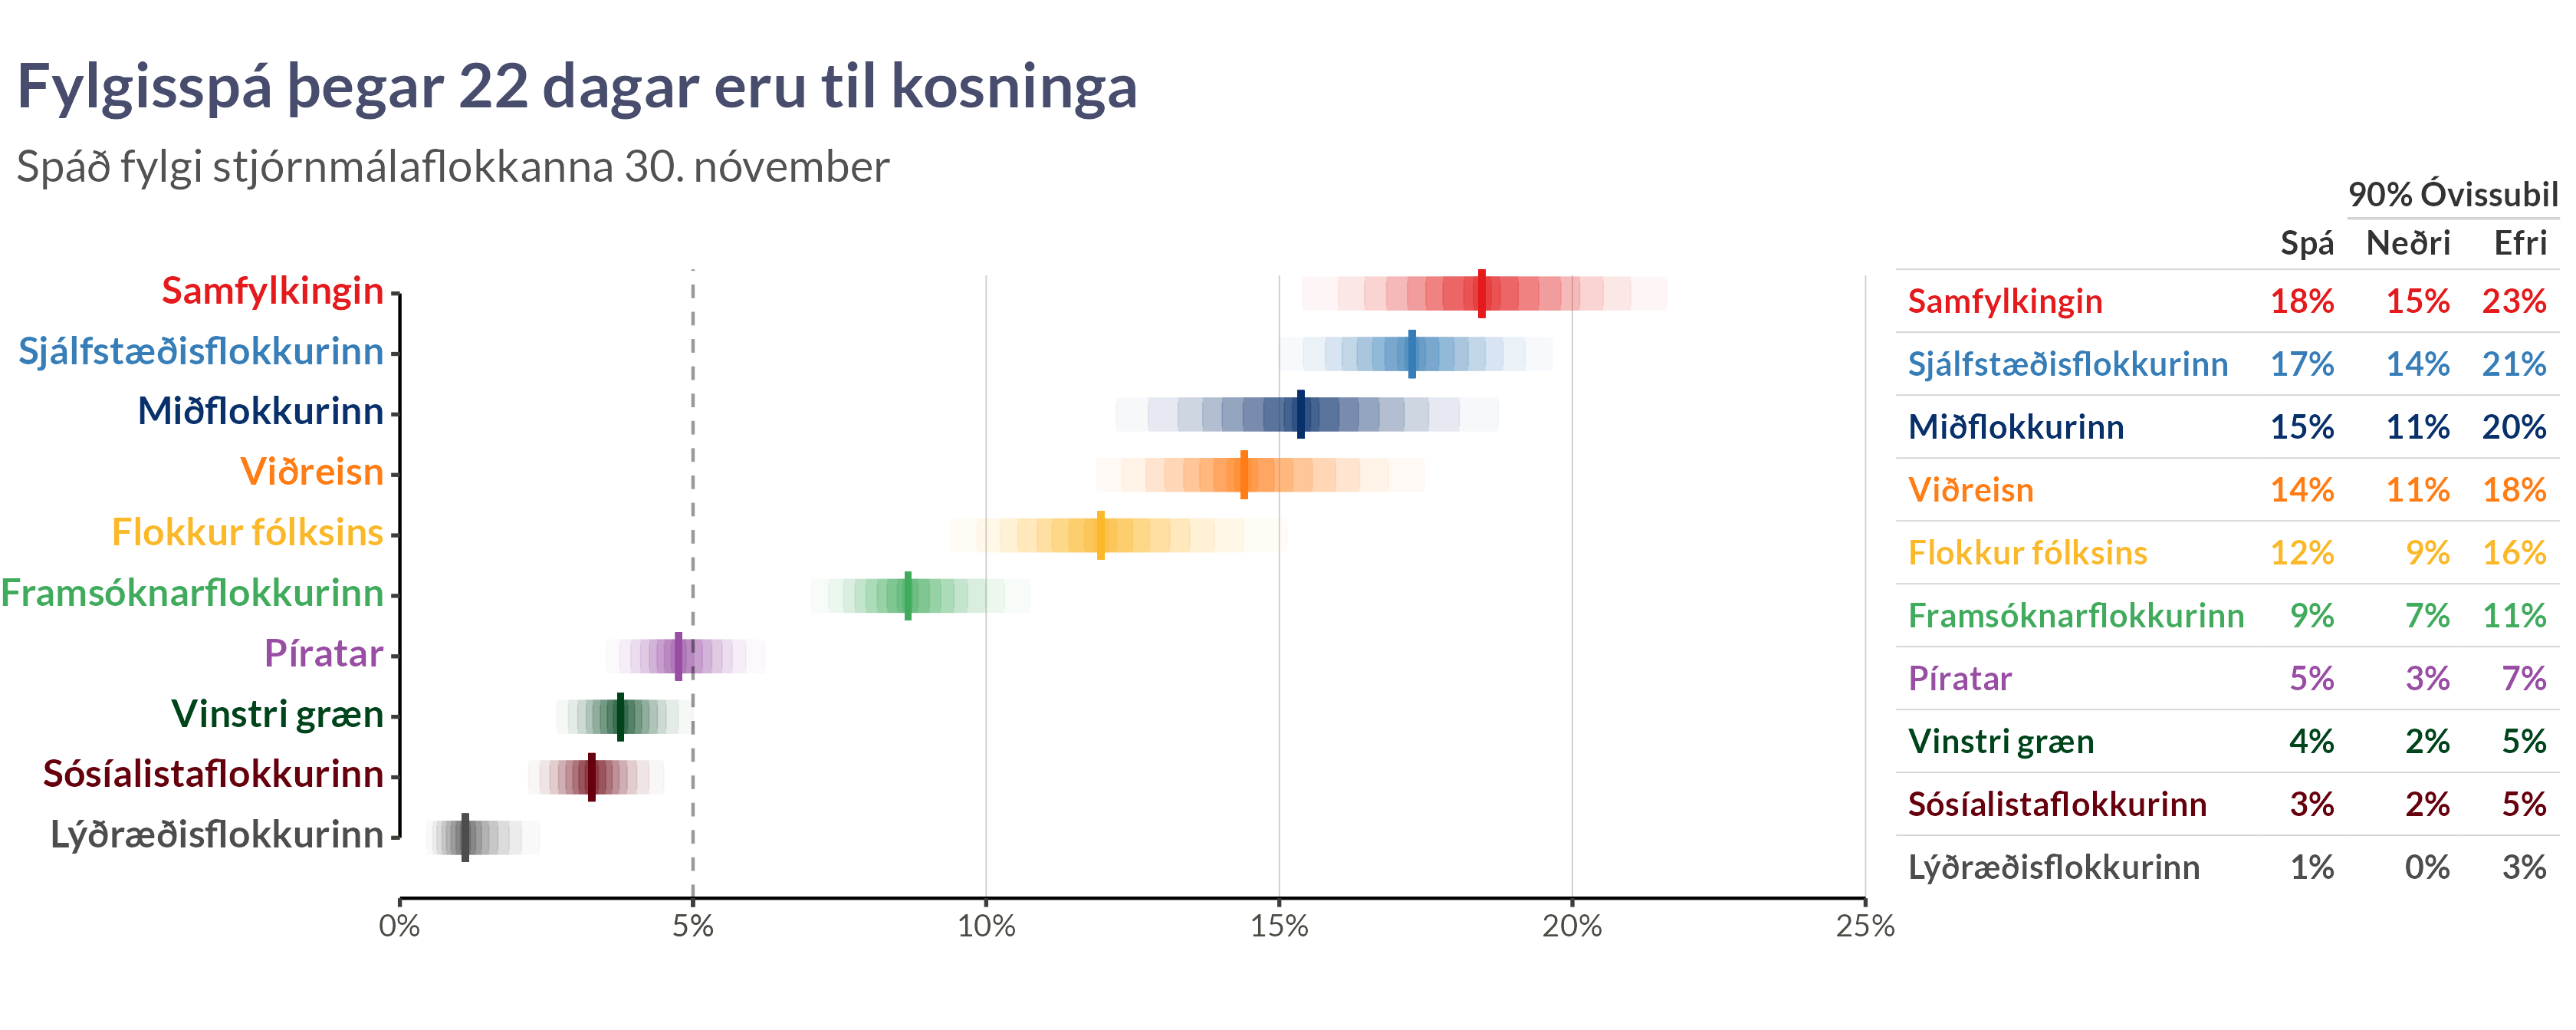 Fylgisspá þegar 22 dagar eru til kosninga
Spáð fylgi stjórnmálaflokkanna 30. nóvember
Samfylkingin
Sjálfstæðisflokkurinn
Miðflokkurinn
Viðreisn
Flokkur fólksins
Framsóknarflokkurinn
Píratar
Vinstri græn
Sósíalistaflokkurinn
Lýðræðisflokkurinn
0% 5% 10% 15% 20% 25%
90% Óvissubil
Spá Neðri Efri
Samfylkingin 18% 15% 23%
Sjálfstæðisflokkurinn 17% 14% 21%
Miðflokkurinn 15% 11% 20%
Viðreisn 14% 11% 18%
Flokkur fólksins 12% 9% 16%
Framsóknarflokkurinn 9% 7% 11%
Píratar 5% 3% 7%
Vinstri græn 4% 2% 5%
Sósíalistaflokkurinn 3% 2% 5%
Lýðræðisflokkurinn 1% 0% 3%